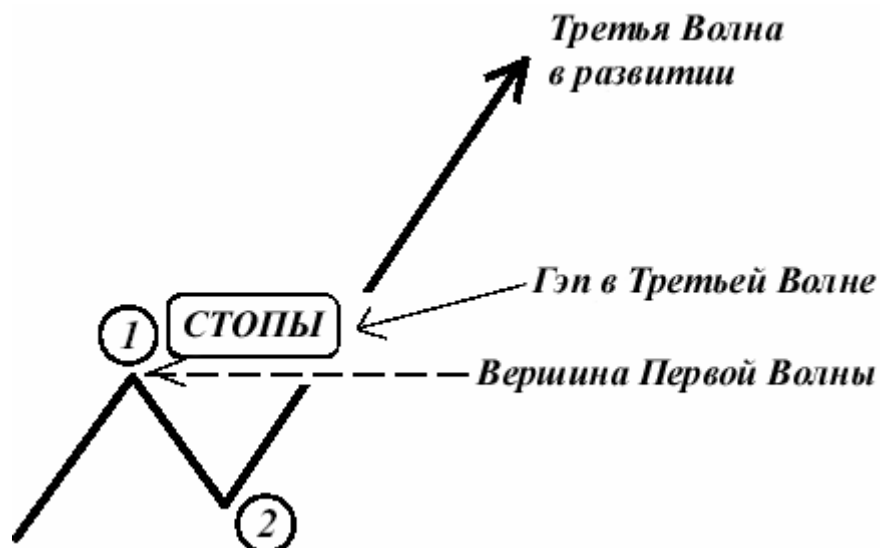 Третья Волна
в развитии
Гэп в Третьей Волне
1
СТОПЫ
Вершина Первой Волны
2